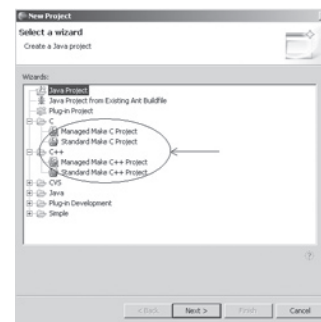 New Project
Select a wizard
Create a Java project
Wizards:
Java Project
Java Project from Existing Ant Buildfile
Plug-in Project
C
Managed Make C Project
Standard Make C Project
C++
Managed Make C++ Project
Standard Make C++ Project
CVS
Java
Plug-in Development
Simple
< Back
Next >
Finish
Cancel